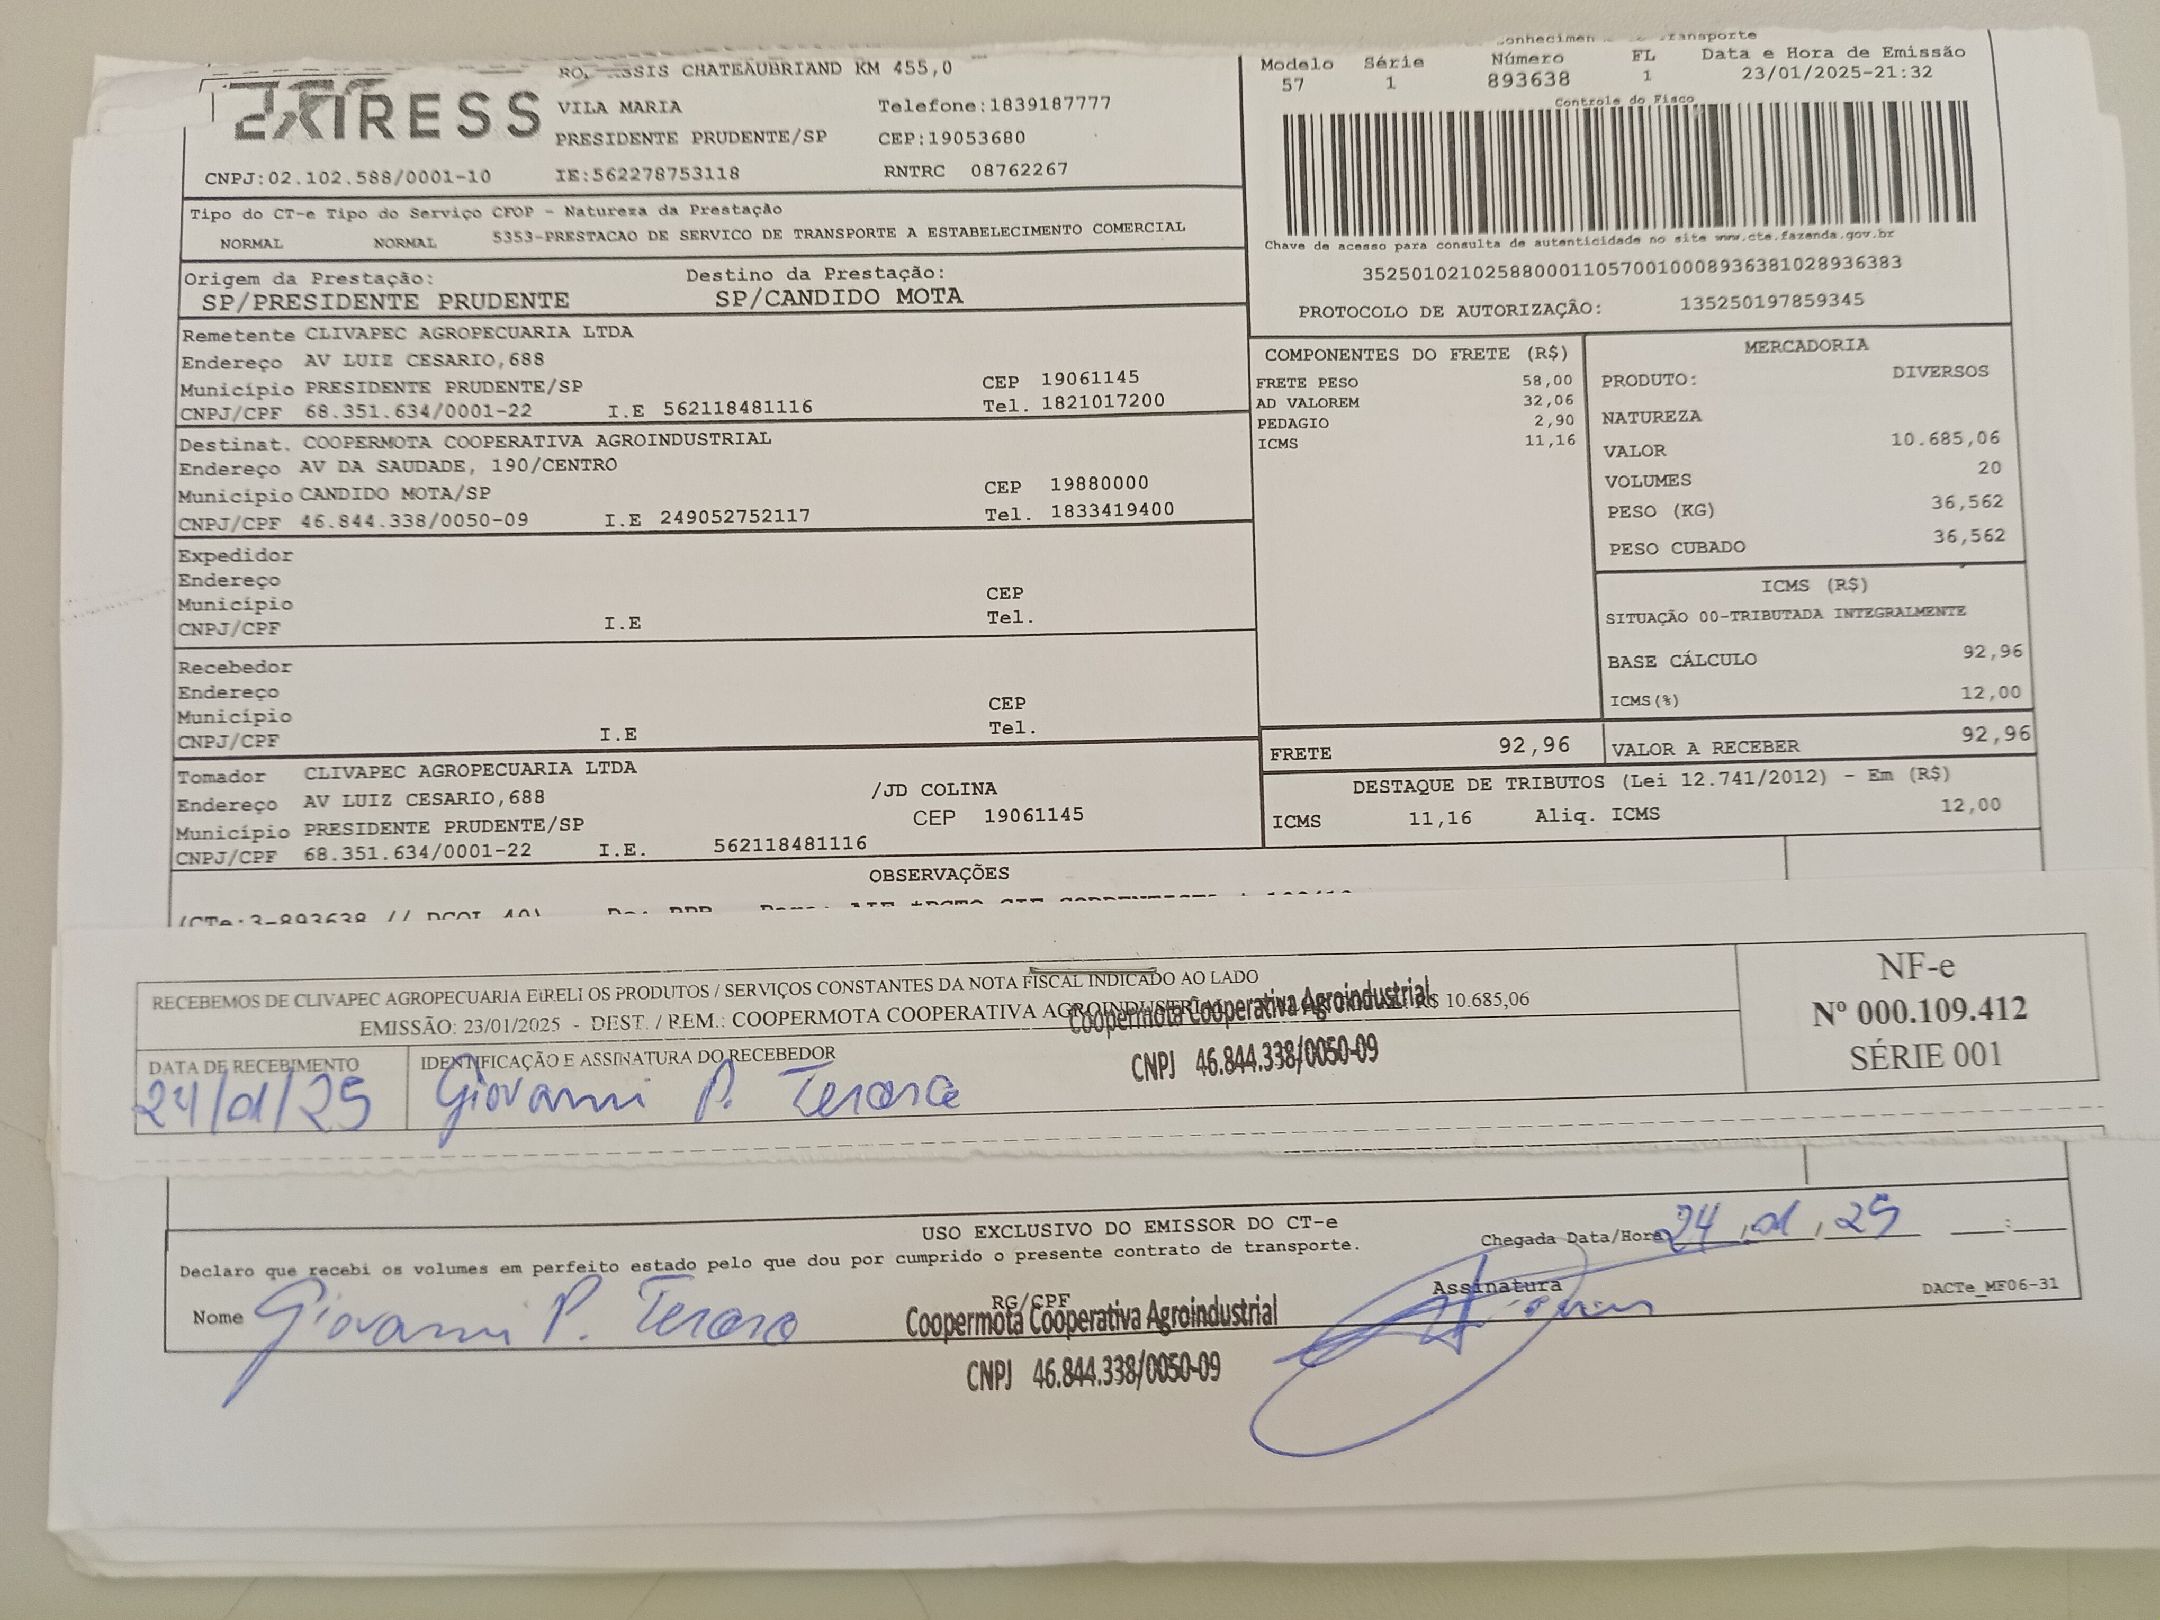 CHATEAUBRIAND KM 455,0
VILA MARIA Telefone:1839187777
PRESIDENTE PRUDENTE/SP CEP:19053680
CNPJ:02.102.588/0001-10 IE:562278753118 RNTRC 08762267
Modelo Série Número FL Data e Hora de Emissão
57 1 893638 1 23/01/2025-21:32
Controle do Fisco
Chave de acesso para consulta de autenticidade no site www.cte.fazenda.gov.br
35250102102588000110570010008936381028936383
PROTOCOLO DE AUTORIZAÇÃO: 135250197859345
Tipo do CT-e Tipo do Serviço CFOP - Natureza da Prestação
NORMAL NORMAL 5353-PRESTACAO DE SERVICO DE TRANSPORTE A ESTABELECIMENTO COMERCIAL
Origem da Prestação: Destino da Prestação:
SP/PRESIDENTE PRUDENTE SP/CANDIDO MOTA
Remetente CLIVAPEC AGROPECUARIA LTDA
Endereço AV LUIZ CESARIO,688
Município PRESIDENTE PRUDENTE/SP CEP 19061145
CNPJ/CPF 68.351.634/0001-22 I.E 562118481116 Tel. 1821017200
Destinat. COOPERMOTA COOPERATIVA AGROINDUSTRIAL
Endereço AV DA SAUDADE, 190/CENTRO
Município CANDIDO MOTA/SP CEP 19880000
CNPJ/CPF 46.844.338/0050-09 I.E 249052752117 Tel. 1833419400
Expedidor
Endereço
Município CEP
CNPJ/CPF I.E Tel.
Recebedor
Endereço
Município CEP
CNPJ/CPF I.E Tel.
Tomador CLIVAPEC AGROPECUARIA LTDA
Endereço AV LUIZ CESARIO,688 /JD COLINA
Município PRESIDENTE PRUDENTE/SP CEP 19061145
CNPJ/CPF 68.351.634/0001-22 I.E. 562118481116
COMPONENTES DO FRETE (R$)
FRETE PESO 58,00
AD VALOREM 32,06
PEDAGIO 2,90
ICMS 11,16
MERCADORIA
PRODUTO: DIVERSOS
NATUREZA
VALOR 10.685,06
VOLUMES 20
PESO (KG) 36,562
PESO CUBADO 36,562
ICMS (R$)
SITUAÇÃO 00-TRIBUTADA INTEGRALMENTE
BASE CÁLCULO 92,96
ICMS(%) 12,00
FRETE 92,96 VALOR A RECEBER 92,96
DESTAQUE DE TRIBUTOS (Lei 12.741/2012) - Em (R$)
ICMS 11,16 Aliq. ICMS 12,00
OBSERVAÇÕES
RECEBEMOS DE CLIVAPEC AGROPECUARIA EIRELI OS PRODUTOS / SERVIÇOS CONSTANTES DA NOTA FISCAL INDICADO AO LADO
EMISSÃO: 23/01/2025 - DEST. / REM.: COOPERMOTA COOPERATIVA AGROINDUSTRIAL R$ 10.685,06
Coopermota Cooperativa Agroindustrial
CNPJ 46.844.338/0050-09
DATA DE RECEBIMENTO IDENTIFICAÇÃO E ASSINATURA DO RECEBEDOR
24/01/25 Giovanni P.
NF-e
Nº 000.109.412
SÉRIE 001
USO EXCLUSIVO DO EMISSOR DO CT-e
Declaro que recebi os volumes em perfeito estado pelo que dou por cumprido o presente contrato de transporte.
Chegada Data/Hora 24,01,25 :
Nome Giovanni P. RG/CPF Assinatura DACTe_MF06-31
Coopermota Cooperativa Agroindustrial
CNPJ 46.844.338/0050-09